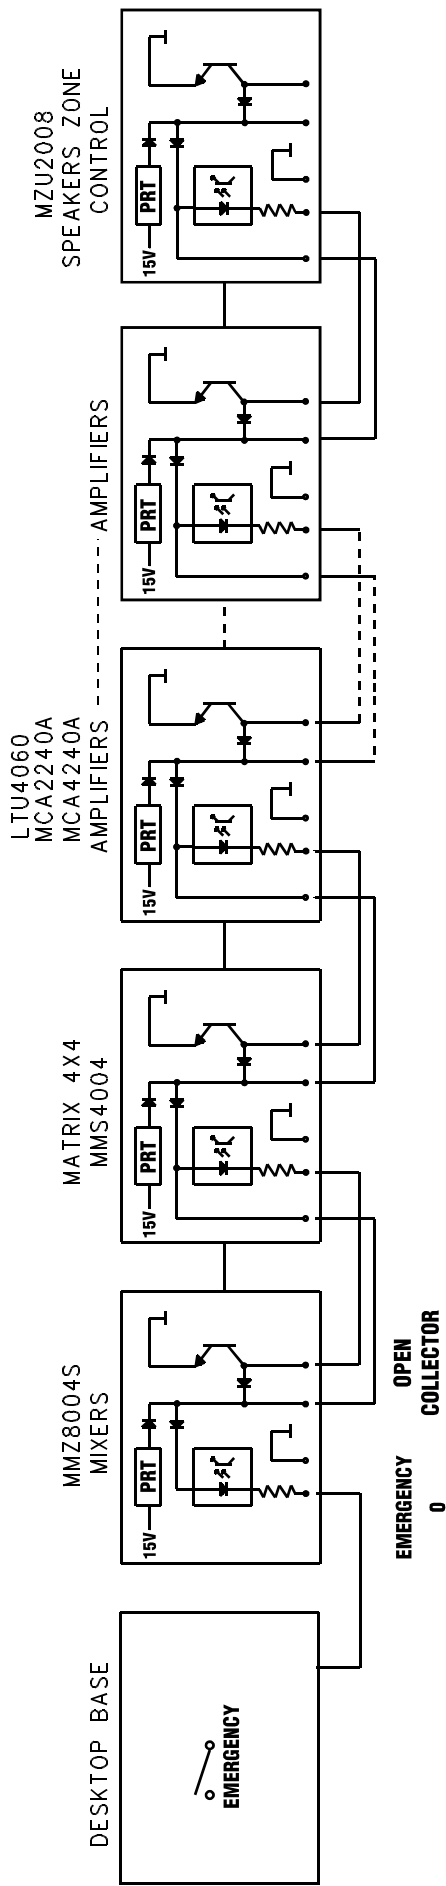 DESKTOP BASE
EMERGENCY
MMZ8004S
MIXERS
15V
PRT
EMERGENCY
0
OPEN
COLLECTOR
MATRIX 4X4
MMS4004
15V
PRT
LTU4060
MCA2240A
MCA4240A
AMPLIFIERS
AMPLIFIERS
15V
PRT
15V
PRT
MZU2008
SPEAKERS ZONE
CONTROL
15V
PRT